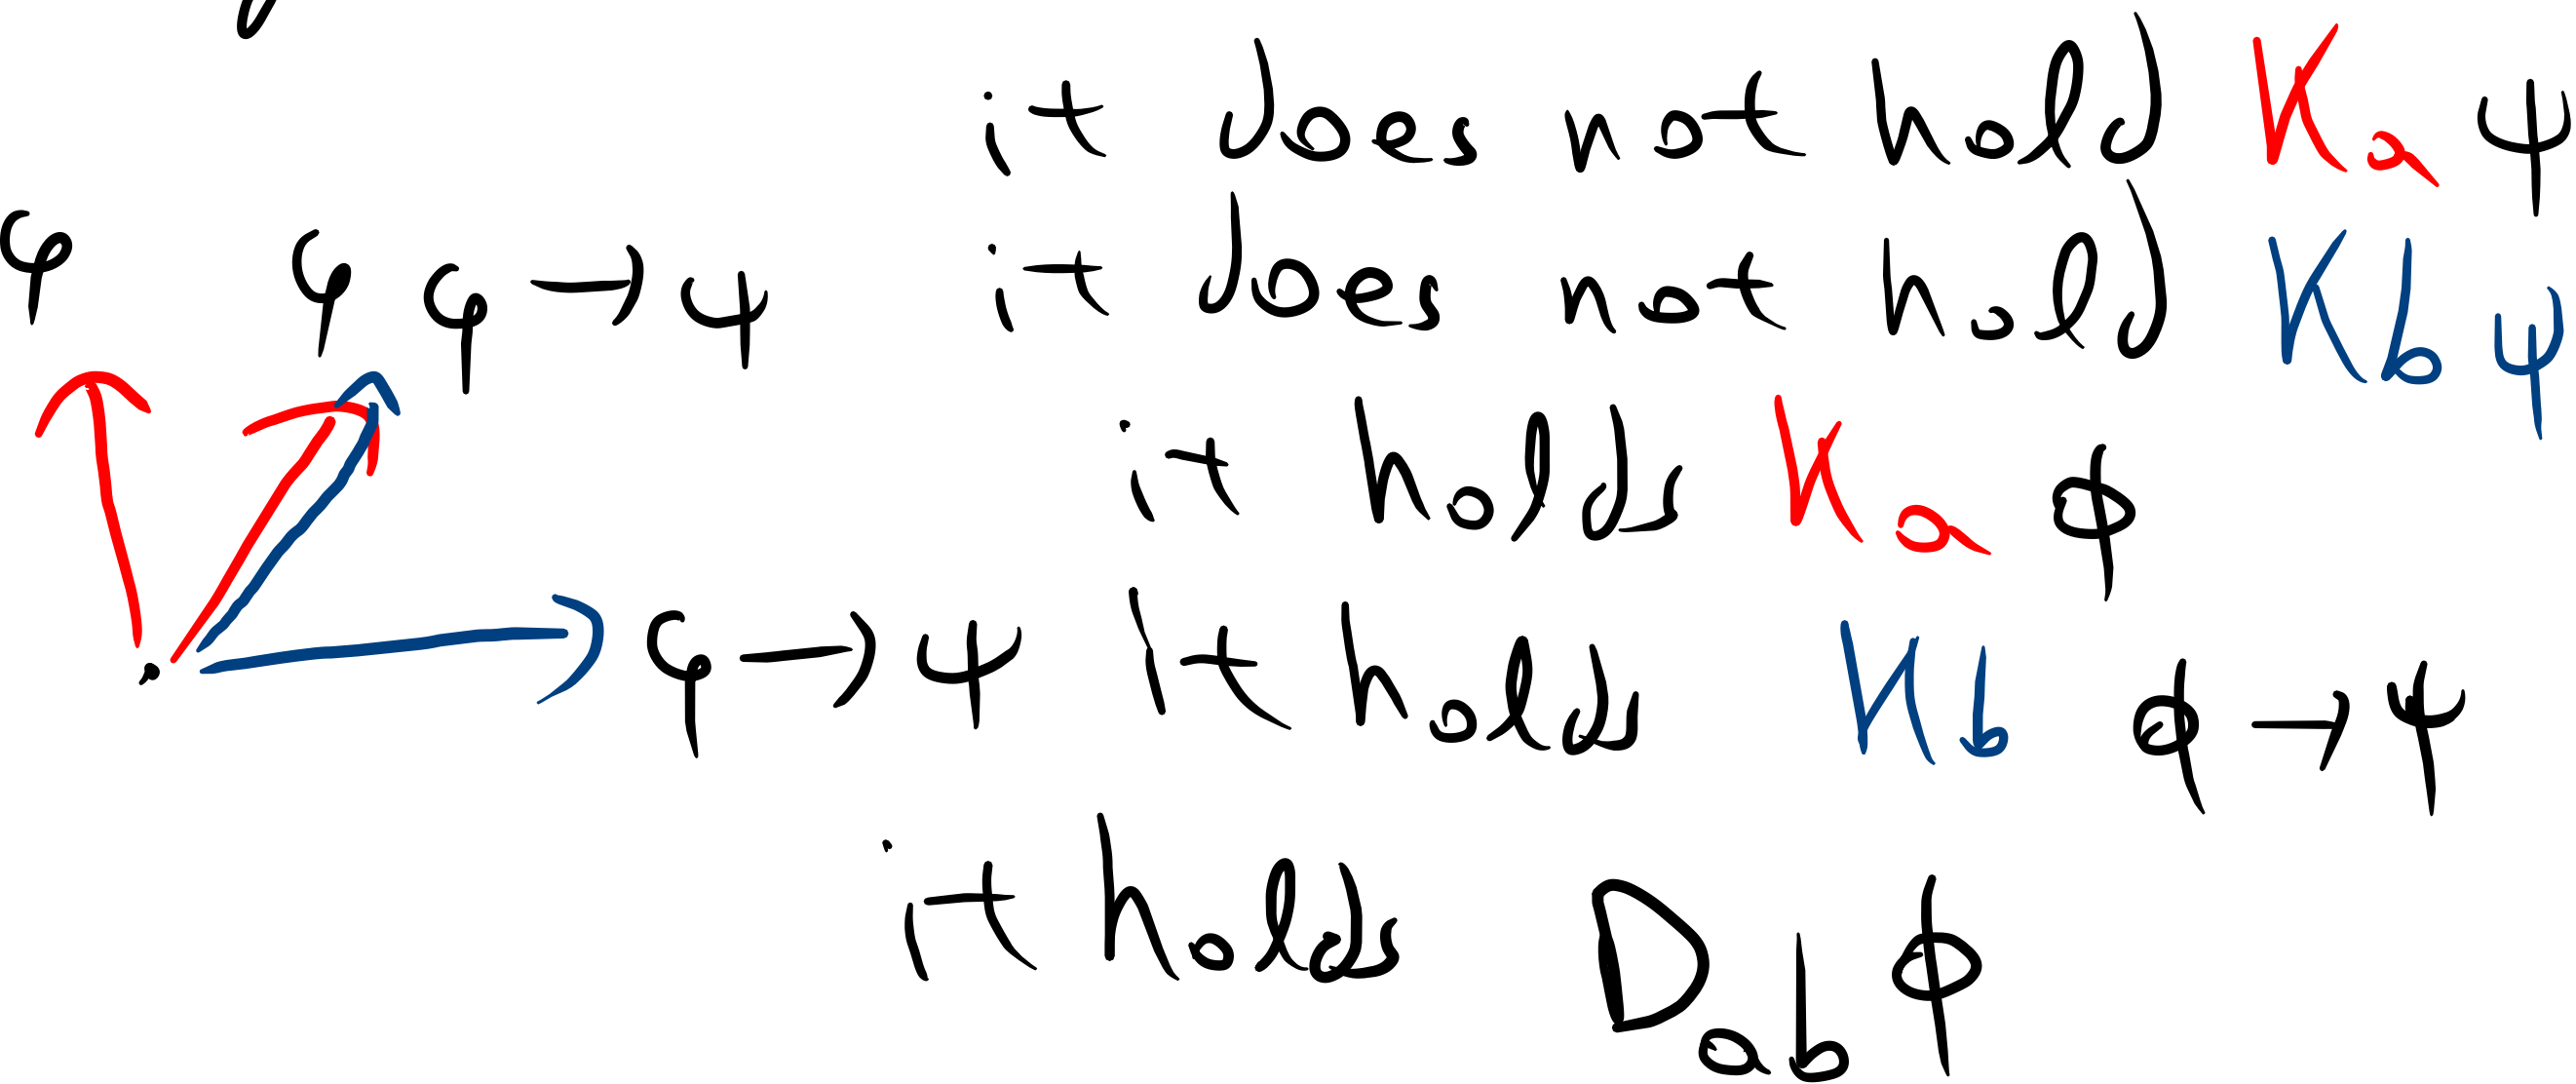 it does not hold Ka ψ
φ φ φ → ψ it does not hold Kb ψ
it holds Ka ϕ
φ → ψ it holds Kb ϕ → ψ
it holds Dab ϕ